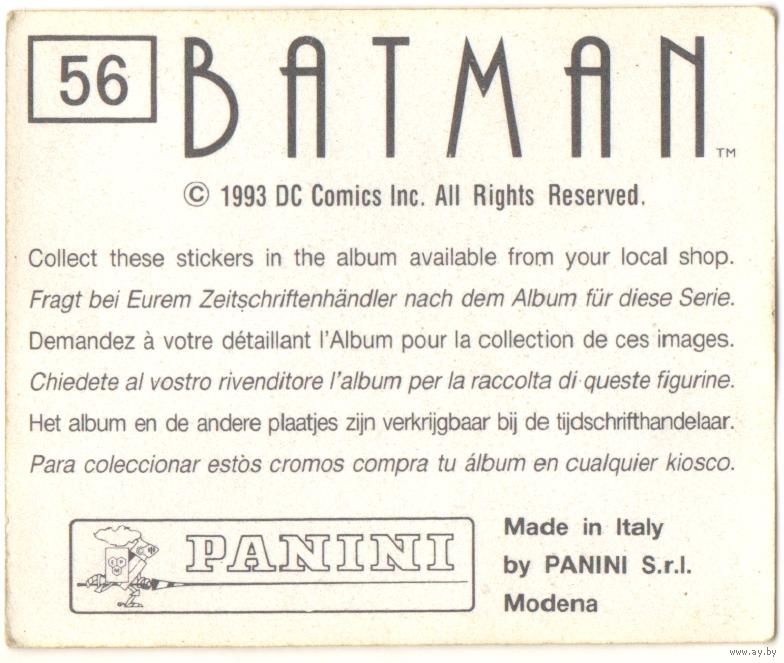 56
BATMAN™
© 1993 DC Comics Inc. All Rights Reserved.
Collect these stickers in the album available from your local shop.
Fragt bei Eurem Zeitschriftenhändler nach dem Album für diese Serie.
Demandez à votre détaillant l'Album pour la collection de ces images.
Chiedete al vostro rivenditore l'album per la raccolta di queste figurine.
Het album en de andere plaatjes zijn verkrijgbaar bij de tijdschrifthandelaar.
Para coleccionar estòs cromos compra tu álbum en cualquier kiosco.
PANINI
Made in Italy
by PANINI S.r.l.
Modena
www.ay.by